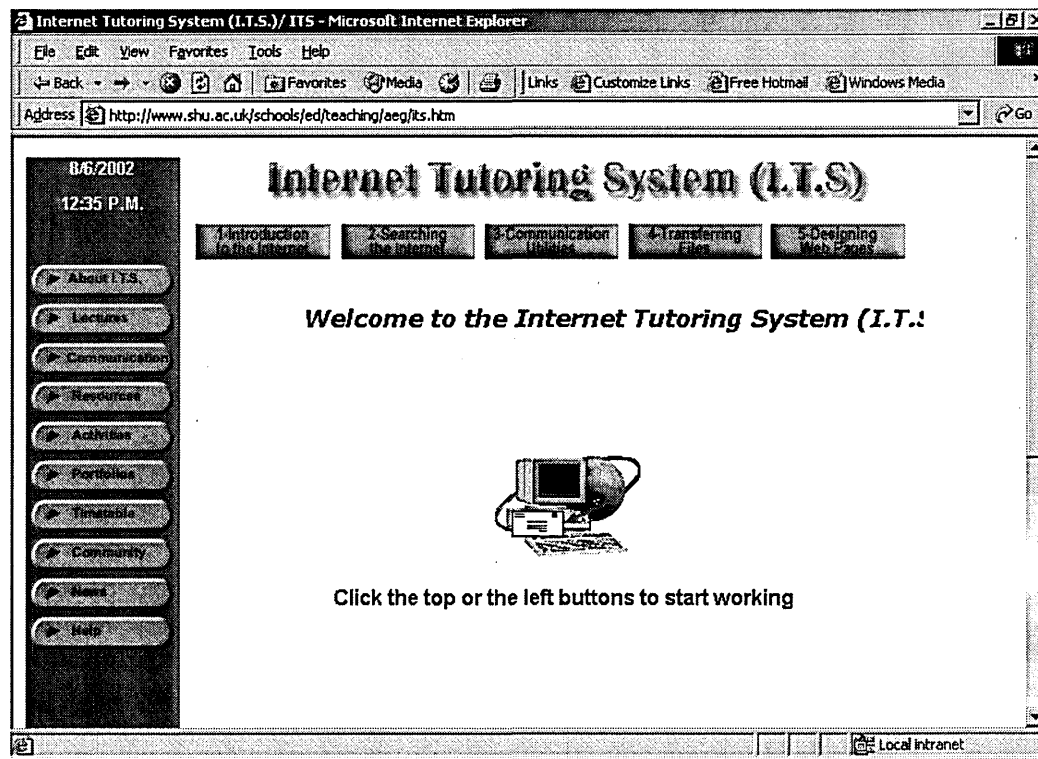 Internet Tutoring System (I.T.S.)/ ITS - Microsoft Internet Explorer
File Edit View Favorites Tools Help
Back Favorites Media Links Customize Links Free Hotmail Windows Media
Address http://www.shu.ac.uk/schools/ed/teaching/aeg/its.htm Go
8/6/2002
12:35 P.M.
Internet Tutoring System (I.T.S)
1-Introduction
to the Internet
2-Searching
the Internet
3-Communication
Utilities
4-Transferring
Files
5-Designing
Web Pages
About I.T.S.
Lectures
Communication
Resources
Activities
Portfolios
Timetable
Community
News
Help
Welcome to the Internet Tutoring System (I.T.S
Click the top or the left buttons to start working
Local intranet